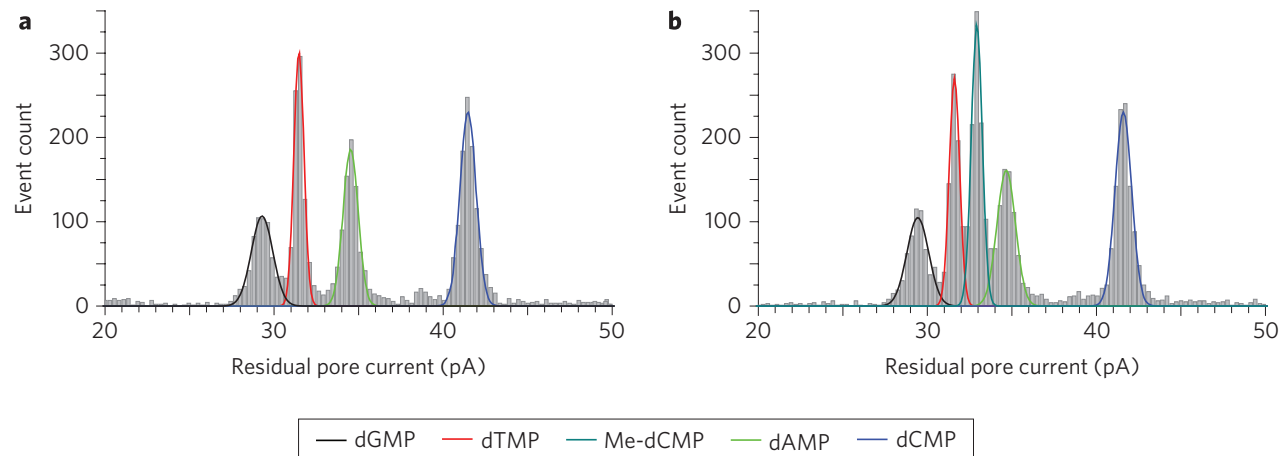 a
300
200
100
0
Event count
20 30 40 50
Residual pore current (pA)
b
300
200
100
0
Event count
20 30 40 50
Residual pore current (pA)
dGMP dTMP Me-dCMP dAMP dCMP